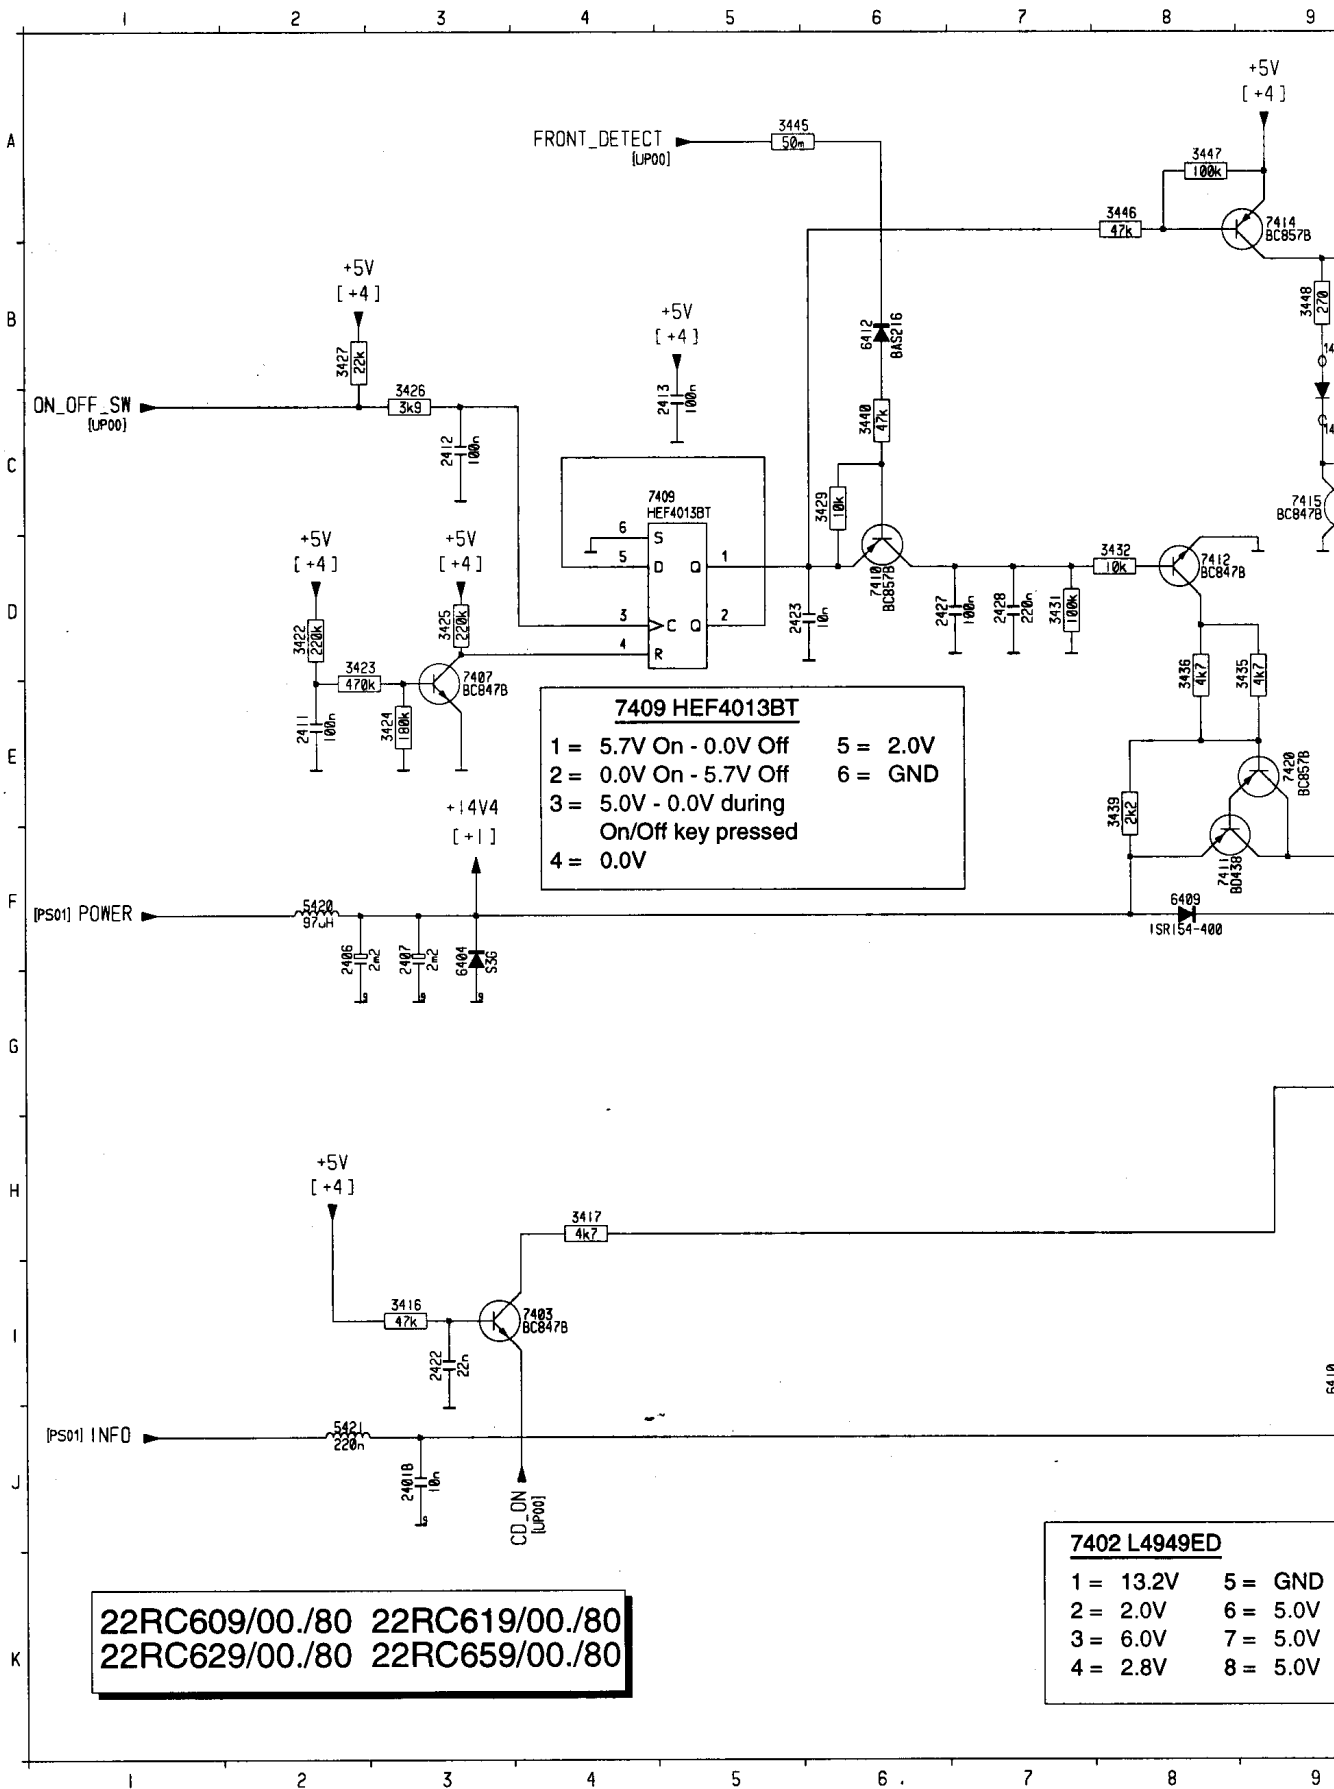 1 2 3 4 5 6 7 8 9
+5V
[+4]
A
FRONT_DETECT
[UP00]
3445
50m
3447
100k
3446
47k
7414
BC857B
+5V
[+4]
B
+5V
[+4]
3427
22k
6412
BAS216
3448
270
14
ON_OFF_SW
[UP00]
3426
3k9
2413
100n
3440
47k
14
C
2412
100n
7409
HEF4013BT
3429
10k
7415
BC847B
+5V
[+4]
+5V
[+4]
6 S
5 D Q 1
3 C Q 2
4 R
7410
BC857B
3432
10k
7412
BC847B
D
3422
220k
3425
220k
2423
10n
2427
100n
2428
220n
3431
100k
3423
470k
7407
BC847B
3436
4k7
3435
4k7
E
2411
100n
3424
180k
7409 HEF4013BT
1 = 5.7V On - 0.0V Off 5 = 2.0V
2 = 0.0V On - 5.7V Off 6 = GND
3 = 5.0V - 0.0V during
On/Off key pressed
4 = 0.0V
7420
BC857B
3439
2k2
+14V4
[+1]
7411
BD438
F
[PS01] POWER
5420
97uH
6409
1SR154-400
2406
2m2
2407
2m2
6404
S3G
9 9 9
G
+5V
[+4]
H
3417
4k7
3416
47k
7403
BC847B
I
2422
22n
6410
[PS01] INFO
5421
220n
J
2401B
10n
9
CD_ON
[UP00]
7402 L4949ED
1 = 13.2V 5 = GND
2 = 2.0V 6 = 5.0V
3 = 6.0V 7 = 5.0V
4 = 2.8V 8 = 5.0V
22RC609/00./80 22RC619/00./80
22RC629/00./80 22RC659/00./80
K
1 2 3 4 5 6 7 8 9